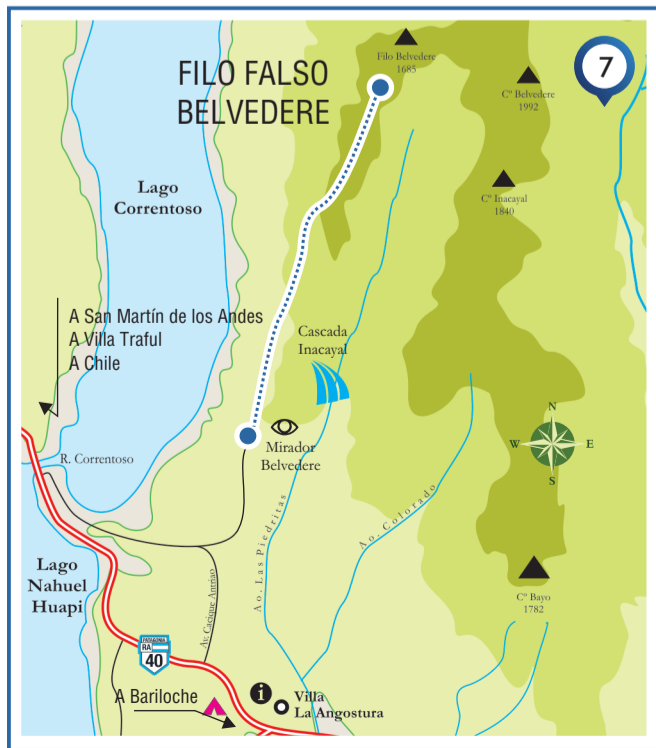 FILO FALSO
BELVEDERE
Filo Belvedere
1685
7
Cº Belvedere
1992
Cº Inacayal
1840
Lago
Correntoso
A San Martín de los Andes
A Villa Traful
A Chile
Cascada
Inacayal
Mirador
Belvedere
R. Correntoso
N
W
E
S
Lago
Nahuel
Huapi
Av. Cacique Antriao
Ao. Las Piedritas
Ao. Colorado
Cº Bayo
1782
PATAGONIA
RA
40
A Bariloche
i
Villa
La Angostura